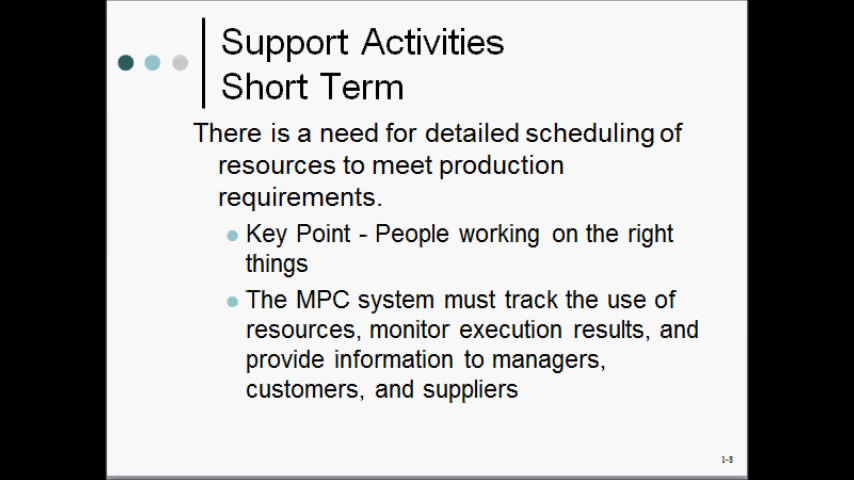 Support Activities
Short Term
There is a need for detailed scheduling of
resources to meet production
requirements.
Key Point - People working on the right
things
The MPC system must track the use of
resources, monitor execution results, and
provide information to managers,
customers, and suppliers
1-8